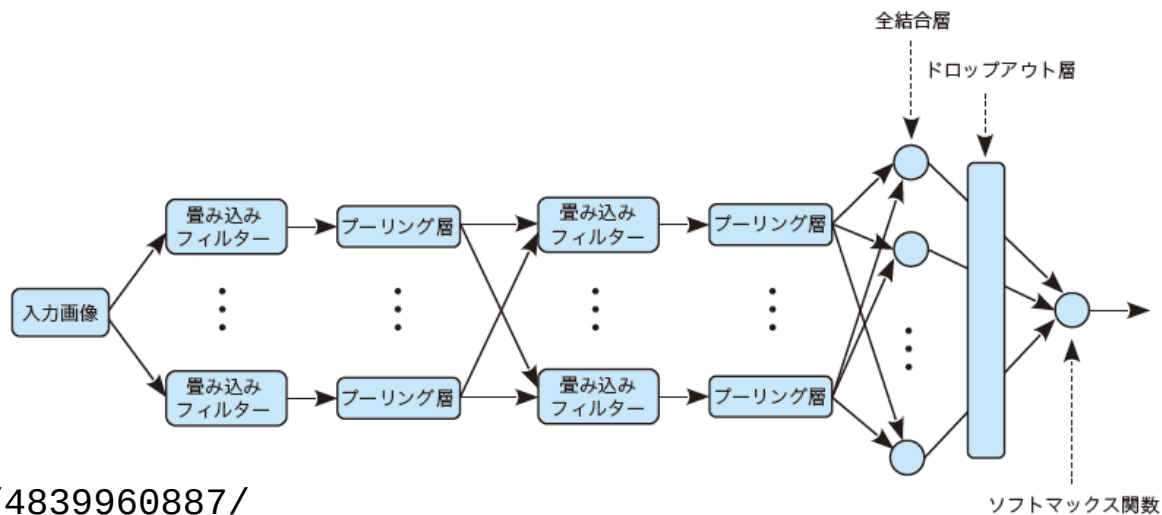 全結合層
ドロップアウト層
畳み込み
フィルター
プーリング層
畳み込み
フィルター
プーリング層
入力画像
畳み込み
フィルター
プーリング層
畳み込み
フィルター
プーリング層
/4839960887/
ソフトマックス関数